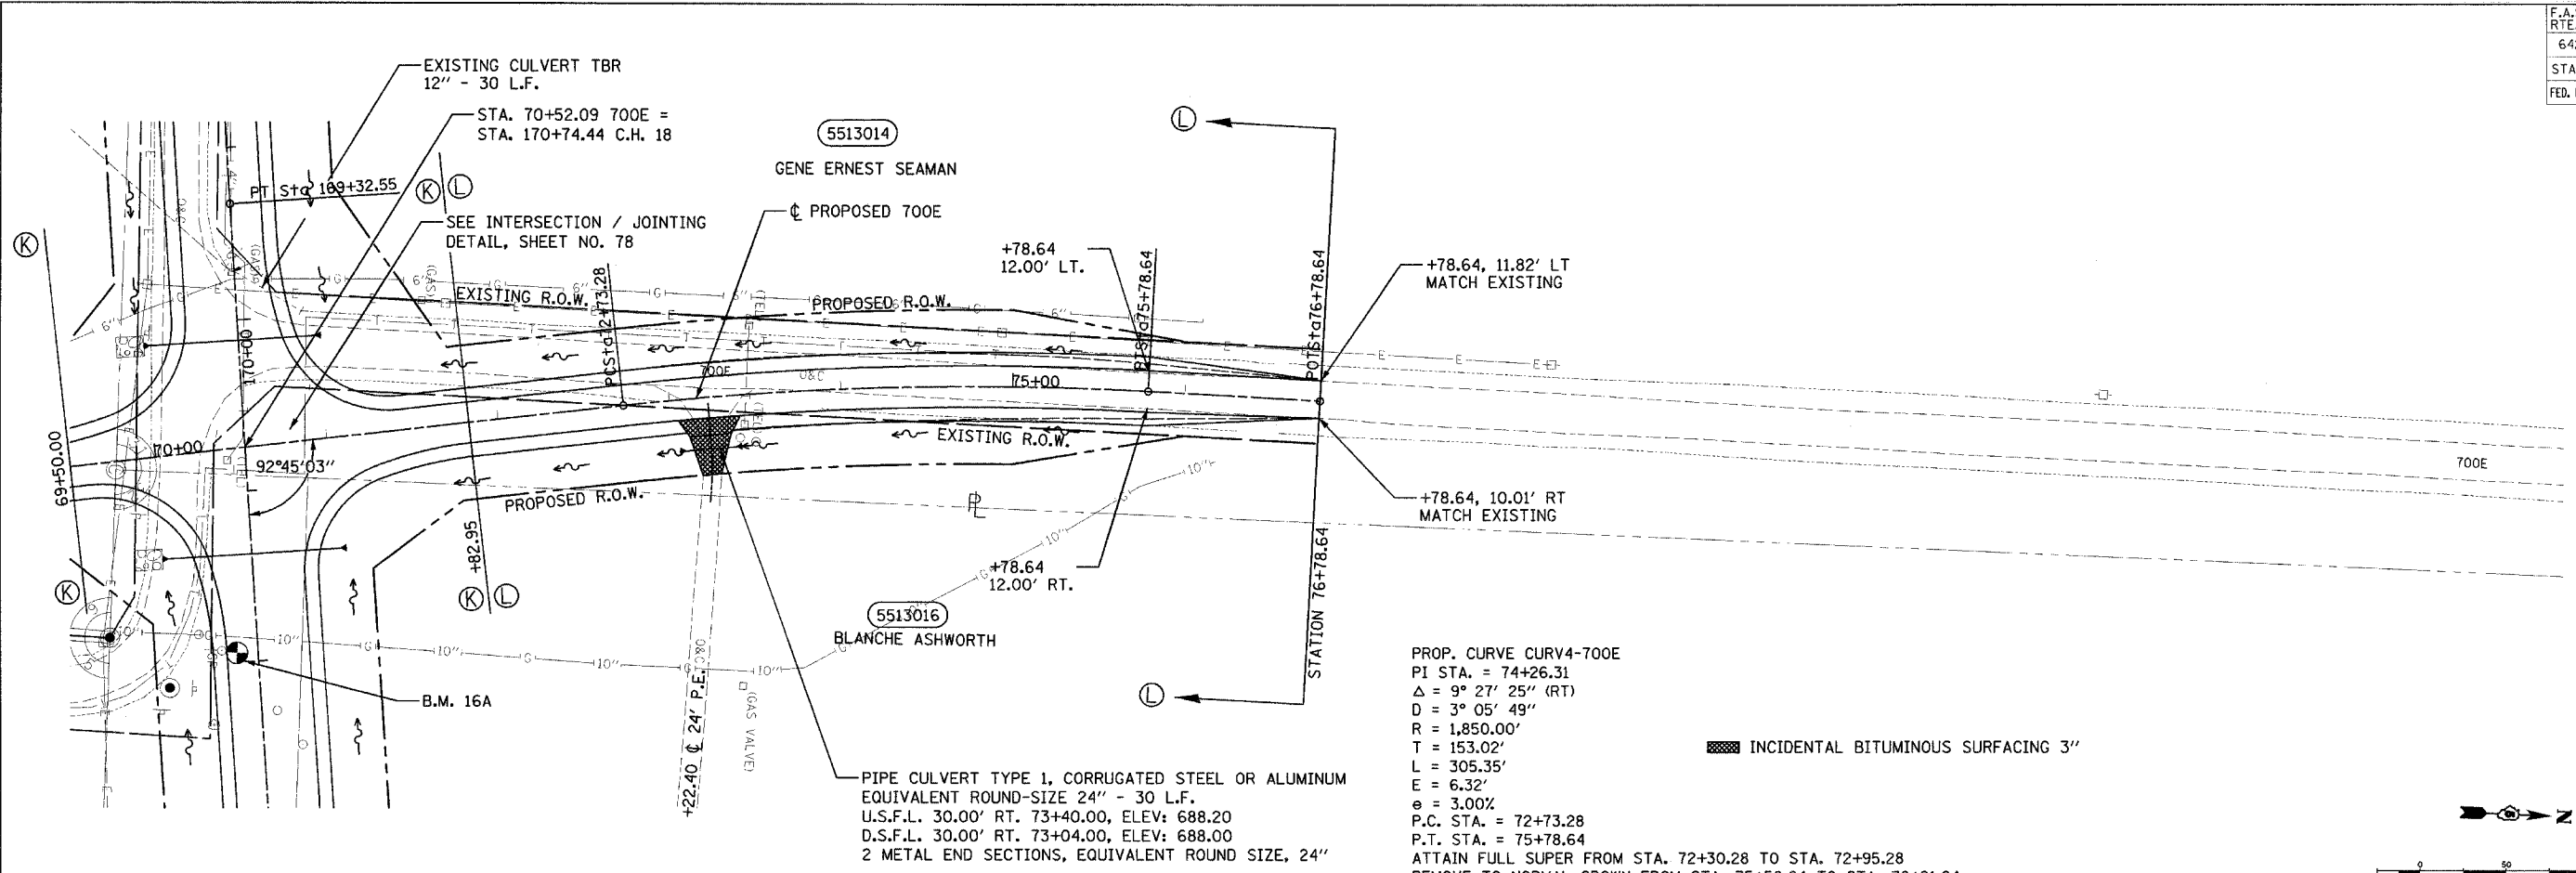 F.A.
RTE.
STA
FED.
EXISTING CULVERT TBR
12" - 30 L.F.
STA. 70+52.09 700E =
STA. 170+74.44 C.H. 18
5513014
GENE ERNEST SEAMAN
L
PT Sta 169+32.55
K L
SEE INTERSECTION / JOINTING
DETAIL, SHEET NO. 78
℄ PROPOSED 700E
K
+78.64
12.00' LT.
PTSta75+78.64
POTSta76+78.64
+78.64, 11.82' LT
MATCH EXISTING
EXISTING R.O.W.
PROPOSED R.O.W.
PCSta72+73.28
170+00
700E
75+00
69+50.00
70+00
92°45'03"
EXISTING R.O.W.
700E
PROPOSED R.O.W.
+78.64, 10.01' RT
MATCH EXISTING
+82.95
K L
K
+78.64
12.00' RT.
STATION 76+78.64
5513016
BLANCHE ASHWORTH
B.M. 16A
L
+22.40 ℄ 24' P.E.
(GAS VALVE)
PIPE CULVERT TYPE 1, CORRUGATED STEEL OR ALUMINUM
EQUIVALENT ROUND-SIZE 24" - 30 L.F.
U.S.F.L. 30.00' RT. 73+40.00, ELEV: 688.20
D.S.F.L. 30.00' RT. 73+04.00, ELEV: 688.00
2 METAL END SECTIONS, EQUIVALENT ROUND SIZE, 24"
PROP. CURVE CURV4-700E
PI STA. = 74+26.31
Δ = 9° 27' 25" (RT)
D = 3° 05' 49"
R = 1,850.00'
T = 153.02'
L = 305.35'
E = 6.32'
e = 3.00%
P.C. STA. = 72+73.28
P.T. STA. = 75+78.64
ATTAIN FULL SUPER FROM STA. 72+30.28 TO STA. 72+95.28
INCIDENTAL BITUMINOUS SURFACING 3"
N
0 50